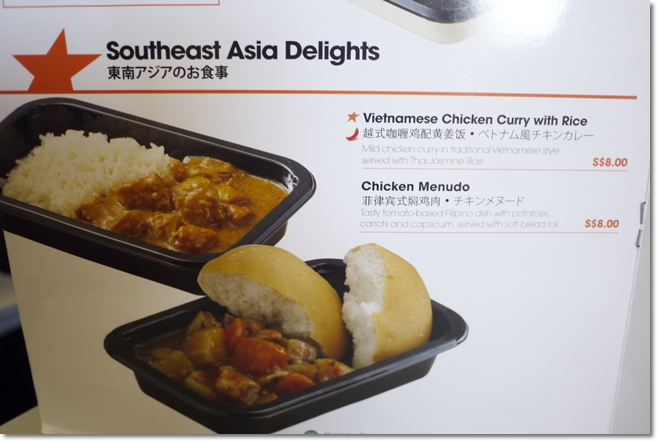 Southeast Asia Delights
東南アジアのお食事
Vietnamese Chicken Curry with Rice
越式咖喱鸡配黄姜饭・ベトナム風チキンカレー
Mild chicken curry in traditional Vietnamese style
served with Thai Jasmine Rice
S$8.00
Chicken Menudo
菲律宾式焖鸡肉・チキンメヌード
Tasty tomato-based Filipino dish with potatoes,
carrots and capsicum, served with soft bread roll
S$8.00